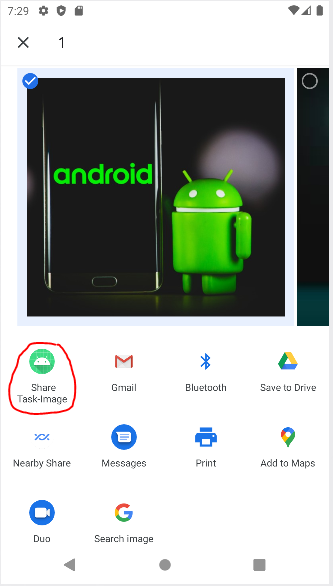 7:29
1
android
Share
Task-Image
Gmail
Bluetooth
Save to Drive
Nearby Share
Messages
Print
Add to Maps
Duo
Search image